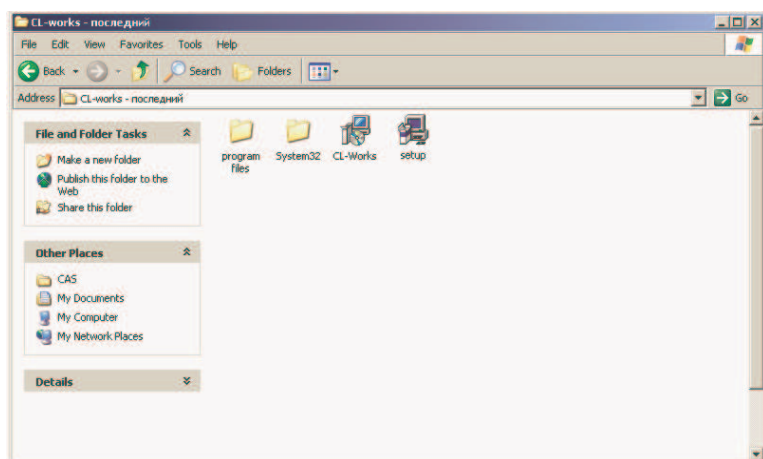 CL-works - последний
File Edit View Favorites Tools Help
Back Search Folders
Address CL-works - последний Go
File and Folder Tasks
Make a new folder
Publish this folder to the
Web
Share this folder
Other Places
CAS
My Documents
My Computer
My Network Places
Details
program
files
System32
CL-Works
setup